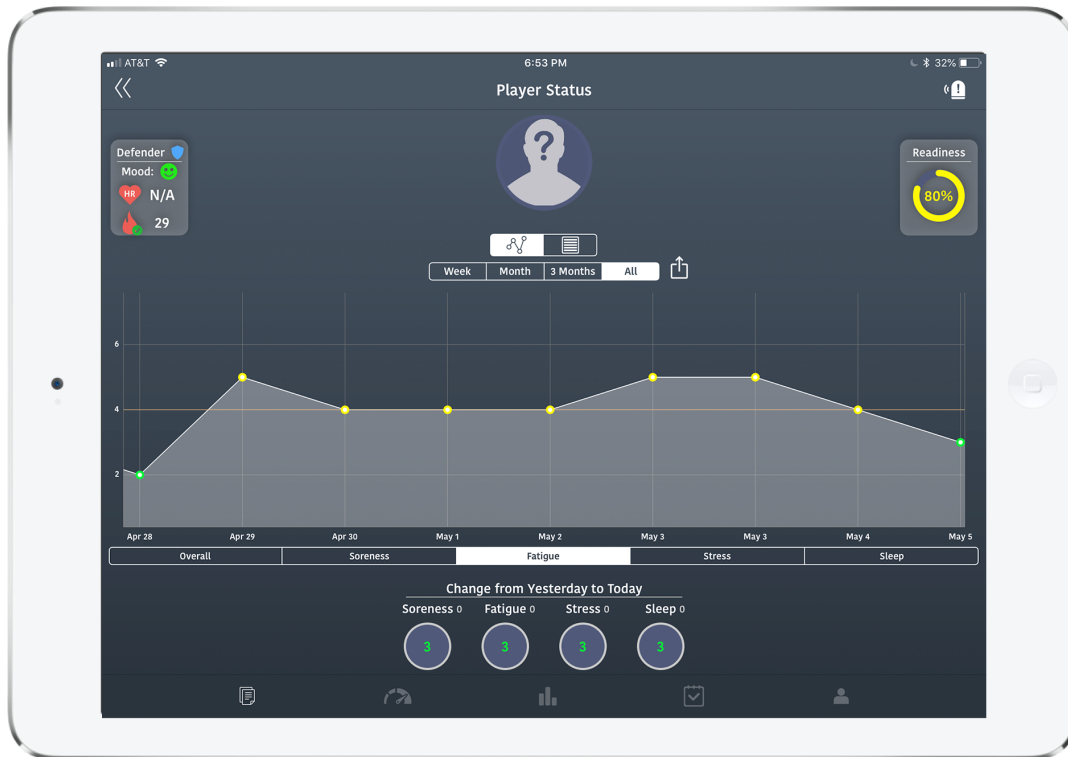 AT&T 6:53 PM 32%
Player Status
Defender
Mood:
HR N/A
29
?
Readiness
80%
Week Month 3 Months All
6
4
2
Apr 28 Apr 29 Apr 30 May 1 May 2 May 3 May 3 May 4 May 5
Overall Soreness Fatigue Stress Sleep
Change from Yesterday to Today
Soreness 0 Fatigue 0 Stress 0 Sleep 0
3 3 3 3